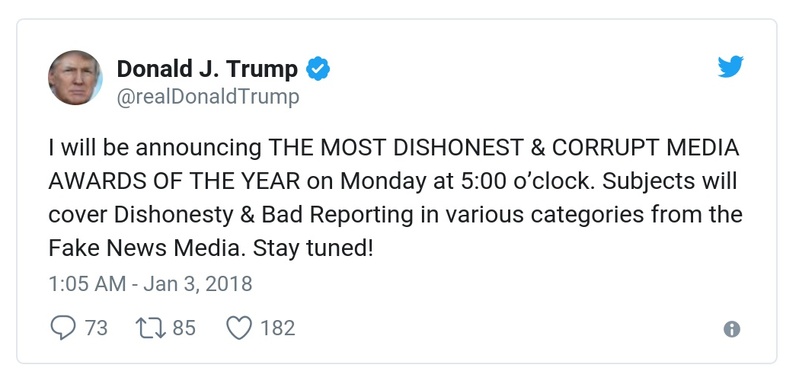 Donald J. Trump
@realDonaldTrump
I will be announcing THE MOST DISHONEST & CORRUPT MEDIA
AWARDS OF THE YEAR on Monday at 5:00 o’clock. Subjects will
cover Dishonesty & Bad Reporting in various categories from the
Fake News Media. Stay tuned!
1:05 AM - Jan 3, 2018
73 85 182